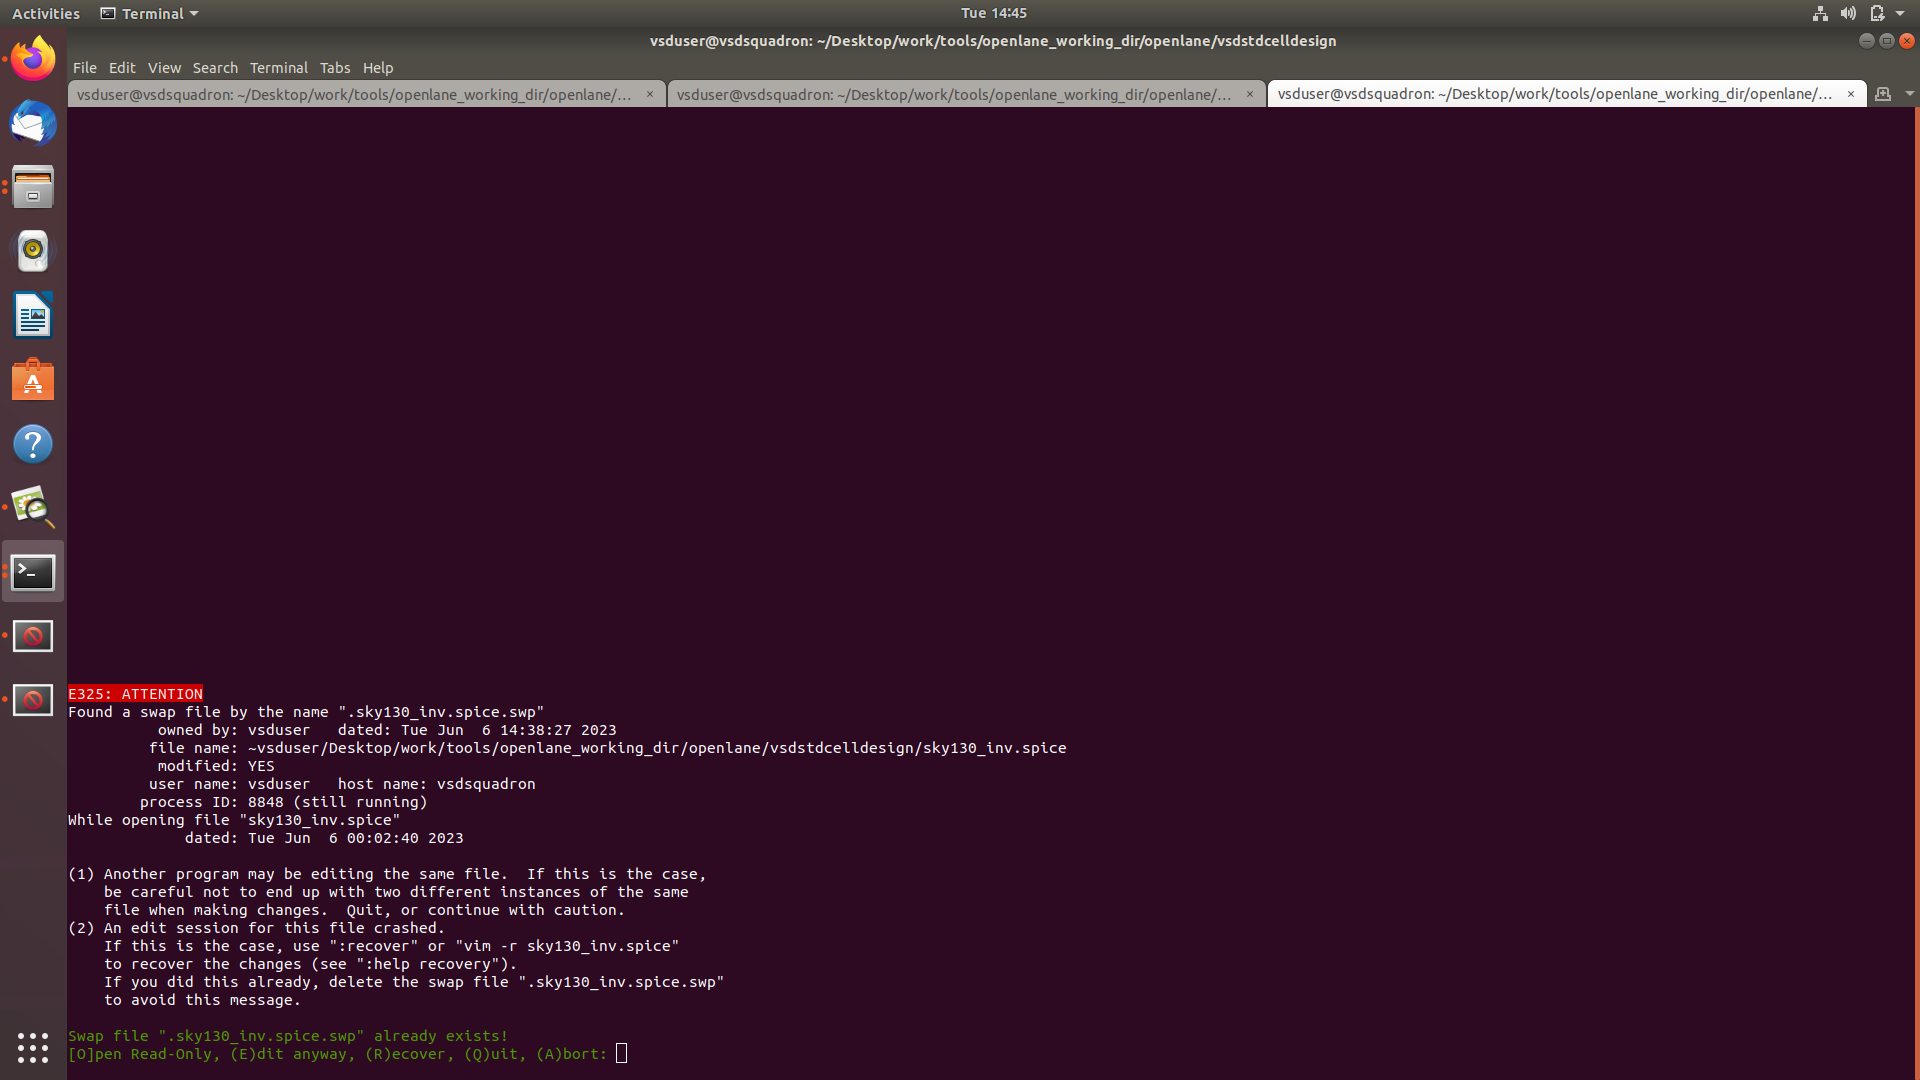 Activities Terminal Tue 14:45
vsduser@vsdsquadron: ~/Desktop/work/tools/openlane_working_dir/openlane/vsdstdcelldesign
File Edit View Search Terminal Tabs Help
vsduser@vsdsquadron: ~/Desktop/work/tools/openlane_working_dir/openlane/... × vsduser@vsdsquadron: ~/Desktop/work/tools/openlane_working_dir/openlane/... × vsduser@vsdsquadron: ~/Desktop/work/tools/openlane_working_dir/openlane/... ×
E325: ATTENTION
Found a swap file by the name ".sky130_inv.spice.swp"
          owned by: vsduser   dated: Tue Jun  6 14:38:27 2023
         file name: ~vsduser/Desktop/work/tools/openlane_working_dir/openlane/vsdstdcelldesign/sky130_inv.spice
          modified: YES
         user name: vsduser   host name: vsdsquadron
        process ID: 8848 (still running)
While opening file "sky130_inv.spice"
             dated: Tue Jun  6 00:02:40 2023
(1) Another program may be editing the same file.  If this is the case,
    be careful not to end up with two different instances of the same
    file when making changes.  Quit, or continue with caution.
(2) An edit session for this file crashed.
    If this is the case, use ":recover" or "vim -r sky130_inv.spice"
    to recover the changes (see ":help recovery").
    If you did this already, delete the swap file ".sky130_inv.spice.swp"
    to avoid this message.
Swap file ".sky130_inv.spice.swp" already exists!
[O]pen Read-Only, (E)dit anyway, (R)ecover, (Q)uit, (A)bort: